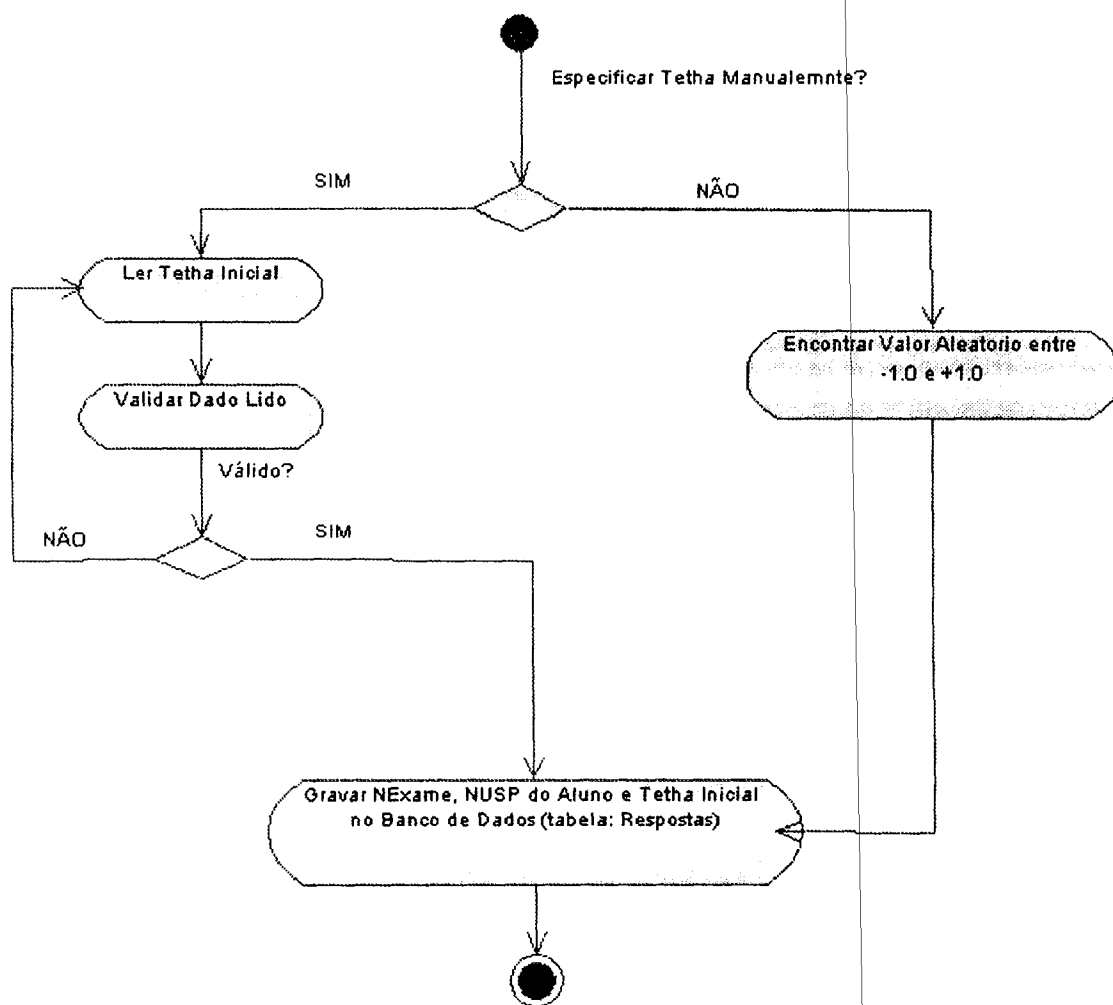 Especificar Tetha Manualemnte?
SIM
NÃO
Ler Tetha Inicial
Encontrar Valor Aleatorio entre
-1.0 e +1.0
Validar Dado Lido
Válido?
NÃO
SIM
Gravar NExame, NUSP do Aluno e Tetha Inicial
no Banco de Dados (tabela: Respostas)